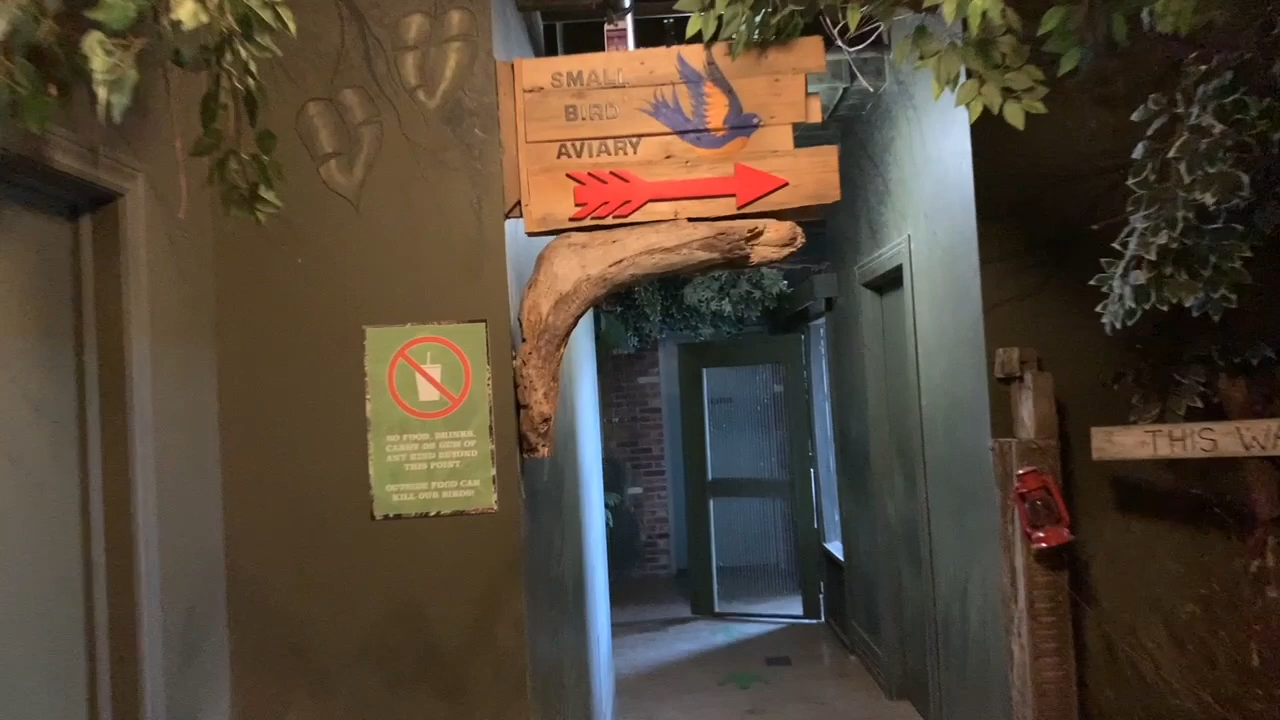 SMALL
BIRD
AVIARY
NO FOOD, DRINKS,
CANDY OR GUM OF
ANY KIND BEYOND
THIS POINT
OUTSIDE FOOD CAN
KILL OUR BIRDS!
THIS WA